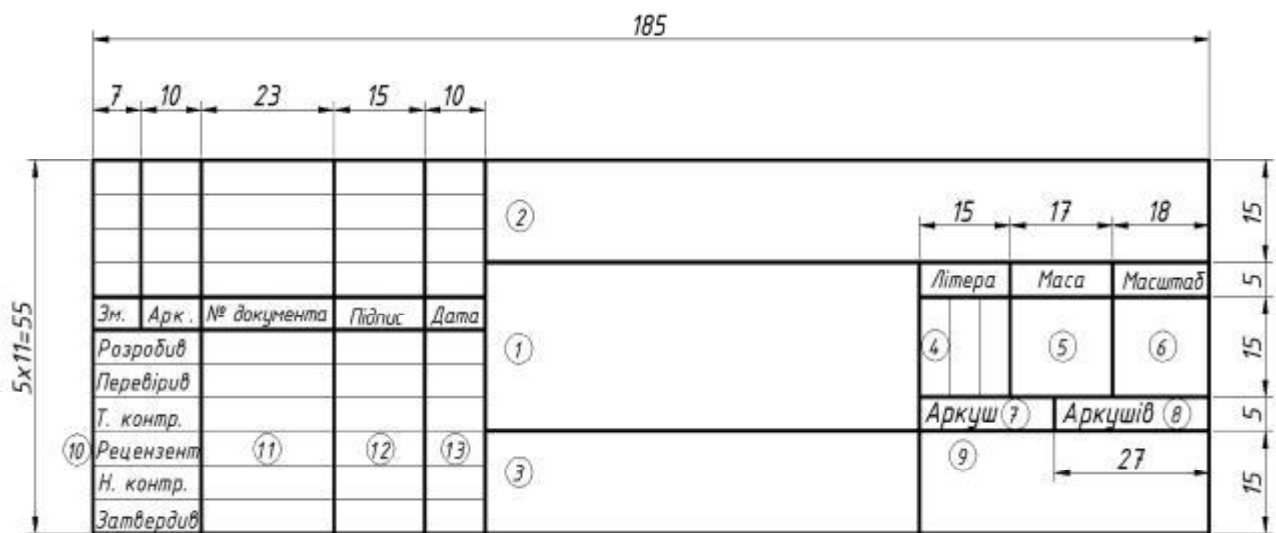 185
7 10 23 15 10
② 15 17 18 15
Літера Маса Масштаб 5
Зм. Арк. № документа Підпис Дата
5х11=55
Розробив ① ④ ⑤ ⑥ 15
Перевірив
Т. контр. Аркуш ⑦ Аркушів ⑧ 5
⑩ Рецензент ⑪ ⑫ ⑬ ③ ⑨ 27 15
Н. контр.
Затвердив